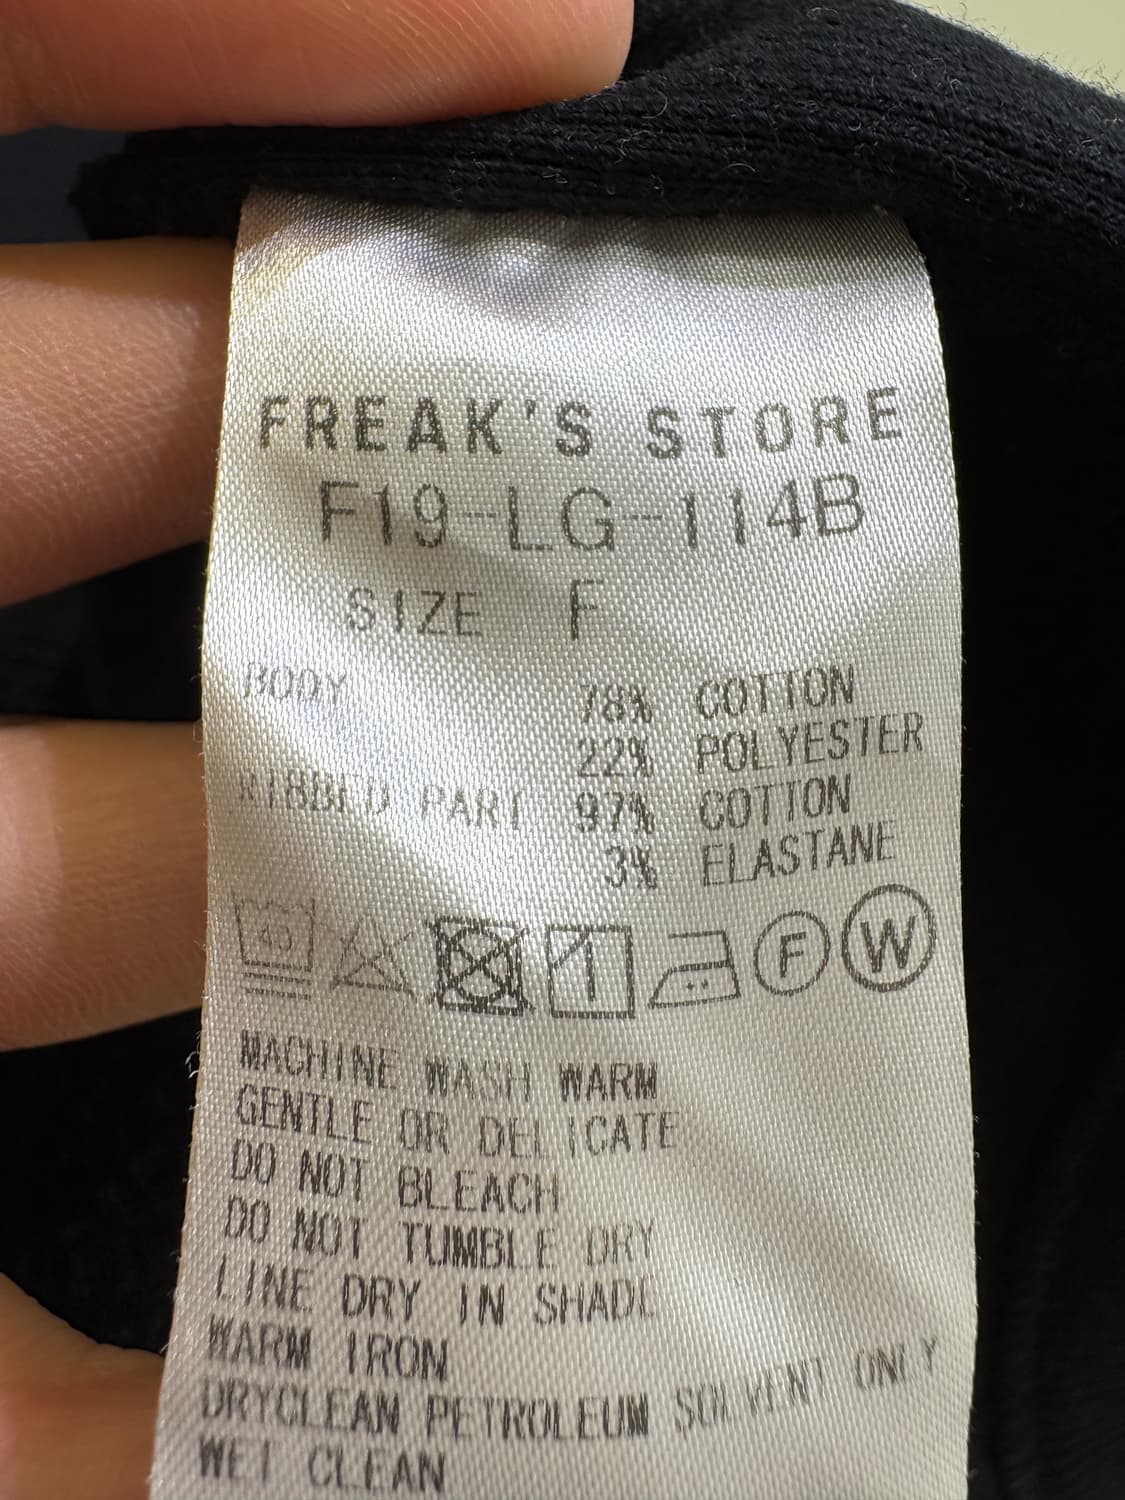 FREAK'S STORE
F19-LG-114B
SIZE F
BODY 78% COTTON
22% POLYESTER
RIBBED PART 97% COTTON
3% ELASTANE
40 F W
MACHINE WASH WARM
GENTLE OR DELICATE
DO NOT BLEACH
DO NOT TUMBLE DRY
LINE DRY IN SHADE
WARM IRON
DRYCLEAN PETROLEUM SOLVENT ONLY
WET CLEAN